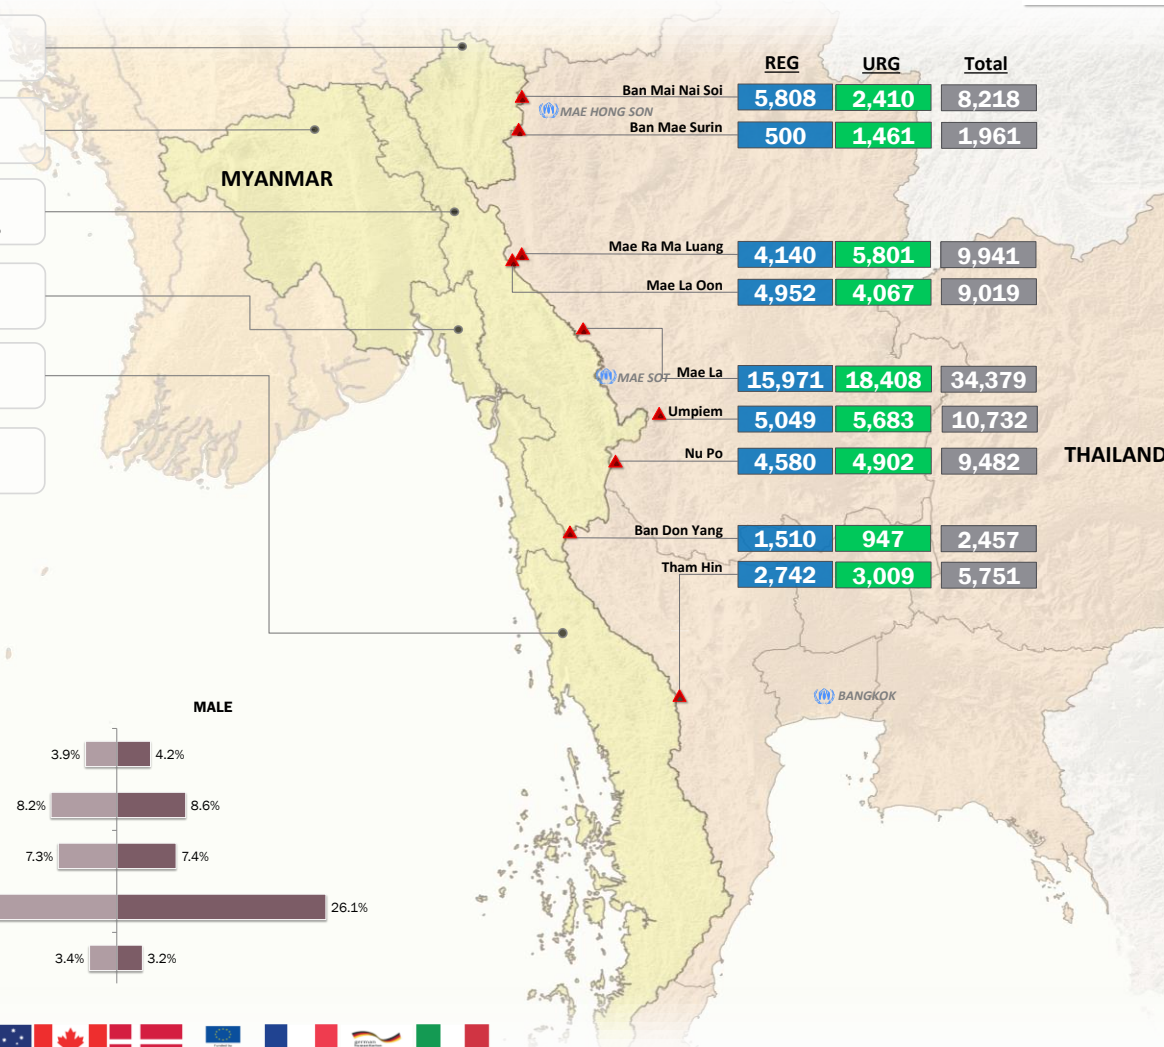 REG URG Total
Ban Mai Nai Soi 5,808 2,410 8,218
MAE HONG SON
Ban Mae Surin 500 1,461 1,961
MYANMAR
Mae Ra Ma Luang 4,140 5,801 9,941
Mae La Oon 4,952 4,067 9,019
MAE SOT
Mae La 15,971 18,408 34,379
Umpiem 5,049 5,683 10,732
Nu Po 4,580 4,902 9,482
THAILAND
Ban Don Yang 1,510 947 2,457
Tham Hin 2,742 3,009 5,751
BANGKOK
MALE
3.9% 4.2%
8.2% 8.6%
7.3% 7.4%
26.1%
3.4% 3.2%
german